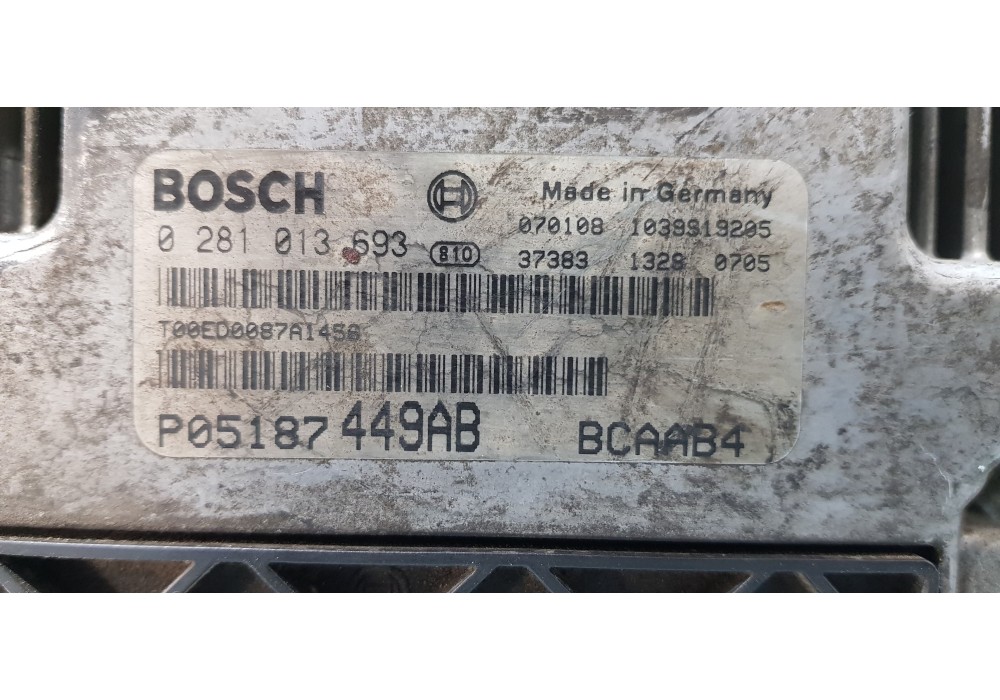 BOSCH Made in Germany
0 281 013 693 810 070108 1039S19205
37383 1328 0705
T00ED0087A1456
P05187449AB BCAAB4